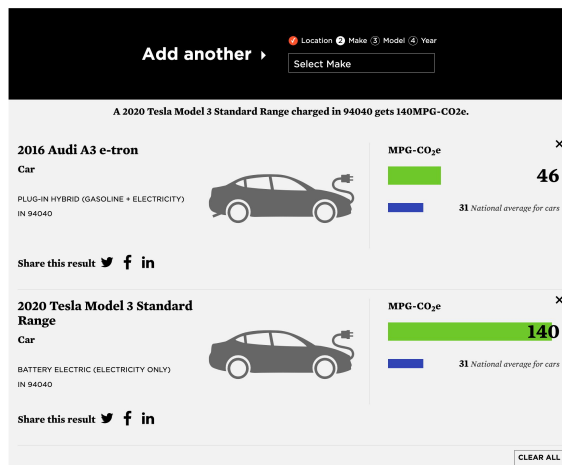 Add another
Location 2 Make 3 Model 4 Year
Select Make
A 2020 Tesla Model 3 Standard Range charged in 94040 gets 140MPG-CO2e.
2016 Audi A3 e-tron
Car
PLUG-IN HYBRID (GASOLINE + ELECTRICITY)
IN 94040
Share this result
MPG-CO₂e
46
31 National average for cars
2020 Tesla Model 3 Standard
Range
Car
BATTERY ELECTRIC (ELECTRICITY ONLY)
IN 94040
Share this result
MPG-CO₂e
140
31 National average for cars
CLEAR ALL